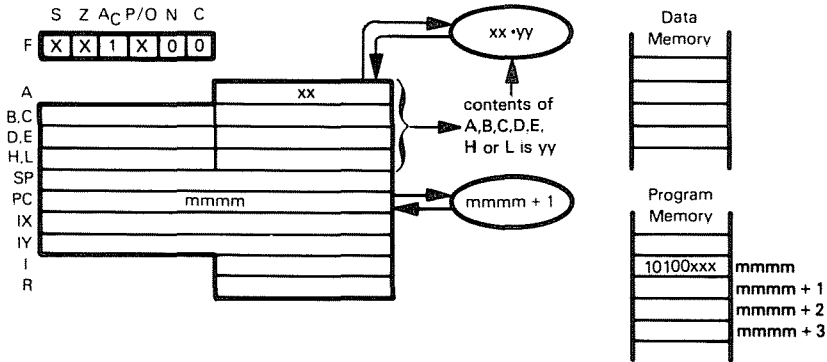 S Z AC P/O N C
F X X 1 X 0 0
A xx
B,C
D,E
H,L
SP
PC mmmm
IX
IY
I
R
xx •yy
contents of
A,B,C,D,E,
H or L is yy
mmmm + 1
Data
Memory
Program
Memory
10100xxx mmmm
mmmm + 1
mmmm + 2
mmmm + 3